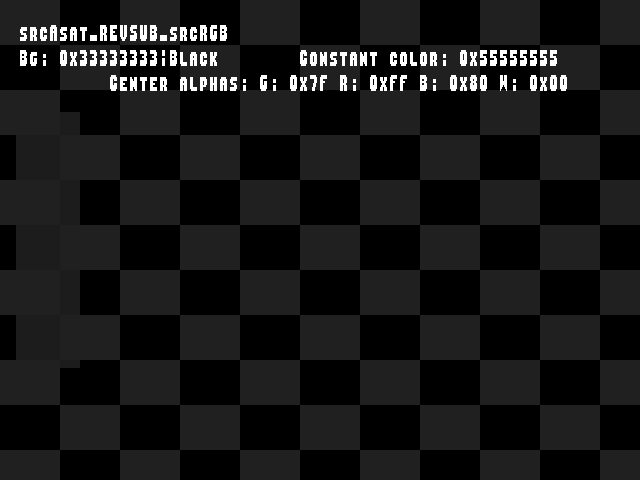 srcAsat_REVSUB_srcRGB
Bg: 0x33333333;Black Constant color: 0x55555555
Center alphas: G: 0x7f R: 0xff B: 0x80 W: 0x00